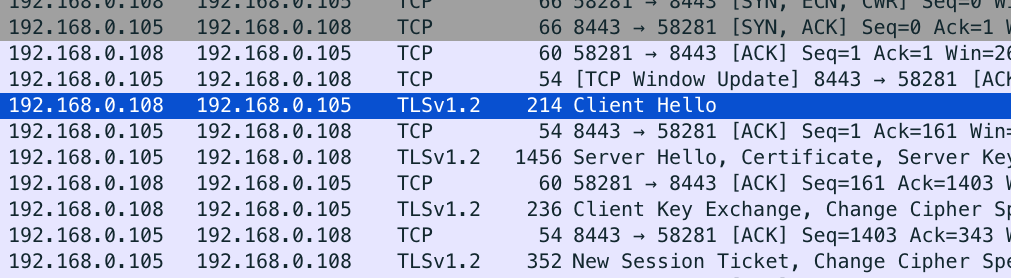 192.168.0.108 192.168.0.105 TCP 66 58281 → 8443 [SYN, ECN, CWR] Seq=0
192.168.0.105 192.168.0.108 TCP 66 8443 → 58281 [SYN, ACK] Seq=0 Ack=1
192.168.0.108 192.168.0.105 TCP 60 58281 → 8443 [ACK] Seq=1 Ack=1 Win=26
192.168.0.105 192.168.0.108 TCP 54 [TCP Window Update] 8443 → 58281 [ACK
192.168.0.108 192.168.0.105 TLSv1.2 214 Client Hello
192.168.0.105 192.168.0.108 TCP 54 8443 → 58281 [ACK] Seq=1 Ack=161 Win=
192.168.0.105 192.168.0.108 TLSv1.2 1456 Server Hello, Certificate, Server Key
192.168.0.108 192.168.0.105 TCP 60 58281 → 8443 [ACK] Seq=161 Ack=1403 W
192.168.0.108 192.168.0.105 TLSv1.2 236 Client Key Exchange, Change Cipher Sp
192.168.0.105 192.168.0.108 TCP 54 8443 → 58281 [ACK] Seq=1403 Ack=343 W
192.168.0.105 192.168.0.108 TLSv1.2 352 New Session Ticket, Change Cipher Spe